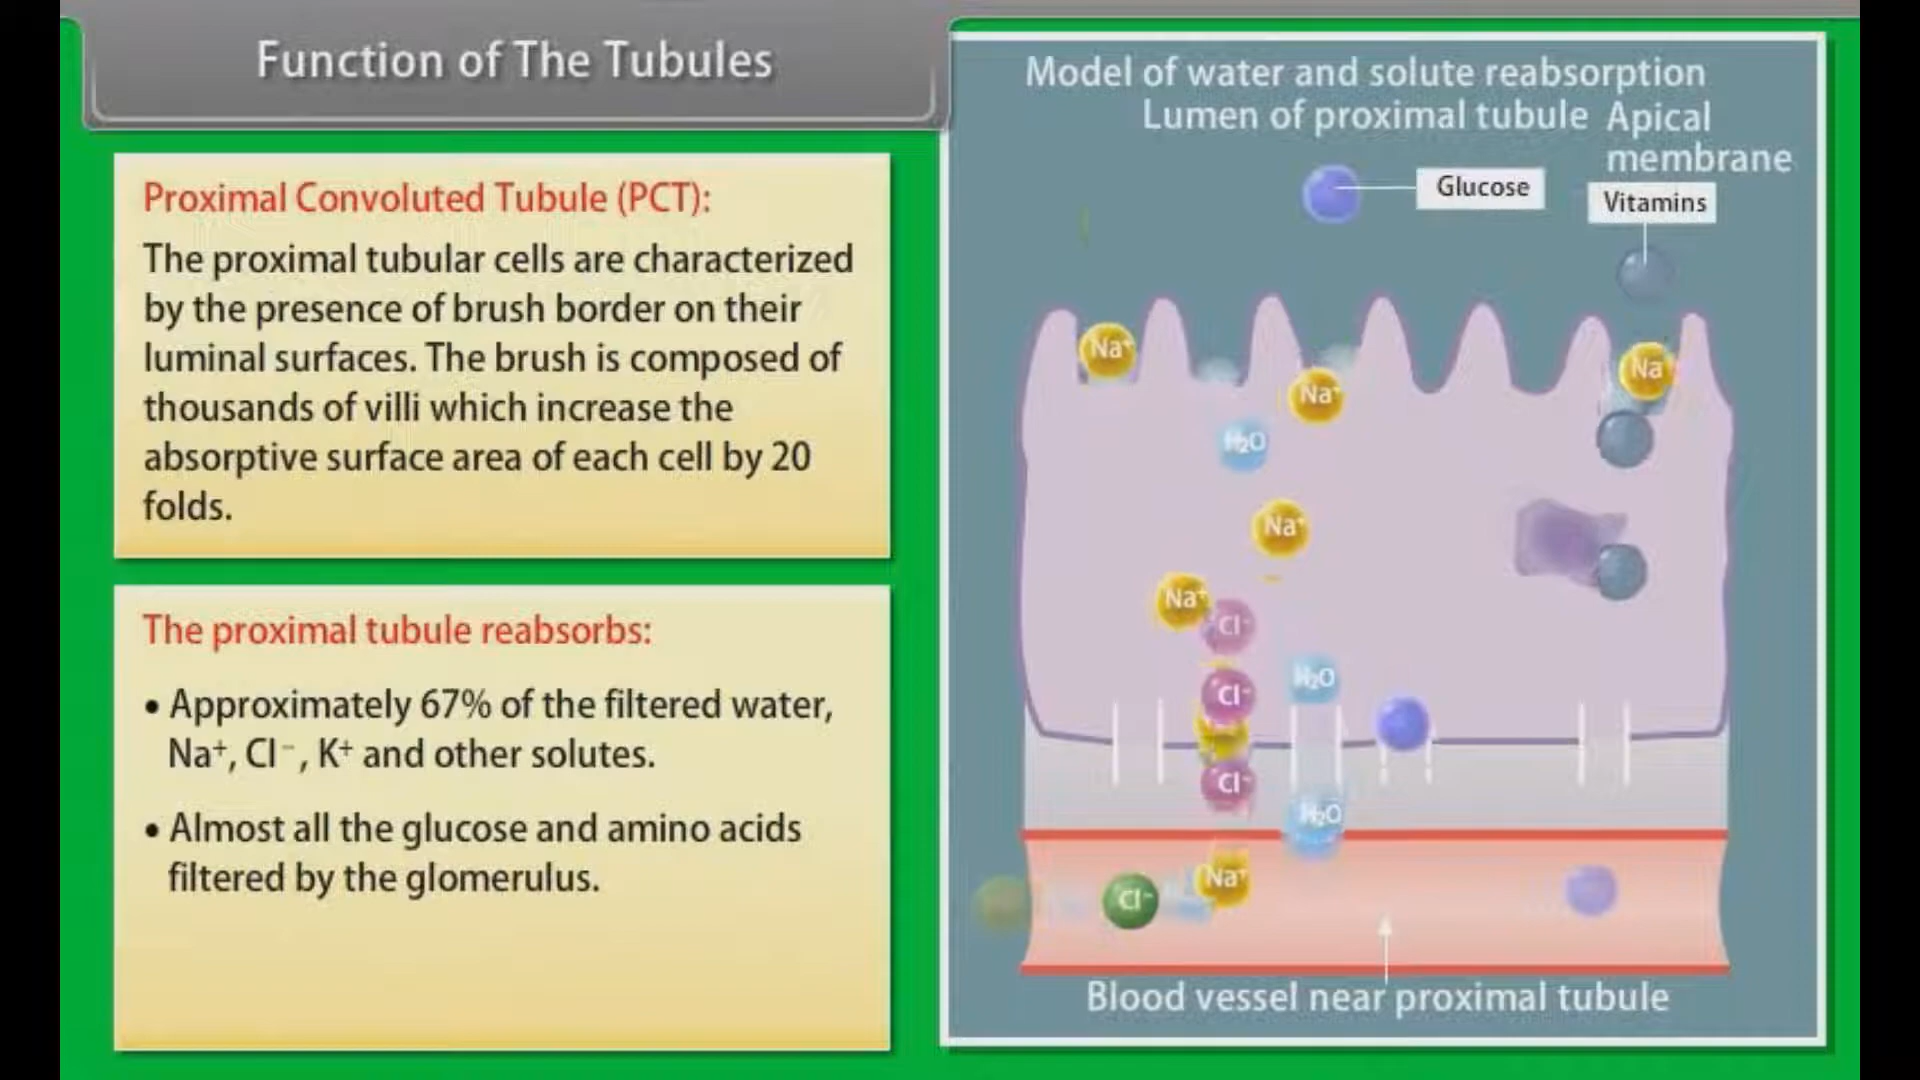 Function of The Tubules
Proximal Convoluted Tubule (PCT):
The proximal tubular cells are characterized
by the presence of brush border on their
luminal surfaces. The brush is composed of
thousands of villi which increase the
absorptive surface area of each cell by 20
folds.
The proximal tubule reabsorbs:
• Approximately 67% of the filtered water,
Na⁺, Cl⁻, K⁺ and other solutes.
• Almost all the glucose and amino acids
filtered by the glomerulus.
Model of water and solute reabsorption
Lumen of proximal tubule
Apical
membrane
Glucose
Vitamins
Na⁺
Na⁺
Na
H₂O
Na⁺
Na⁺
Cl⁻
Cl⁻
H₂O
Cl⁻
H₂O
Na⁺
Cl⁻
Blood vessel near proximal tubule